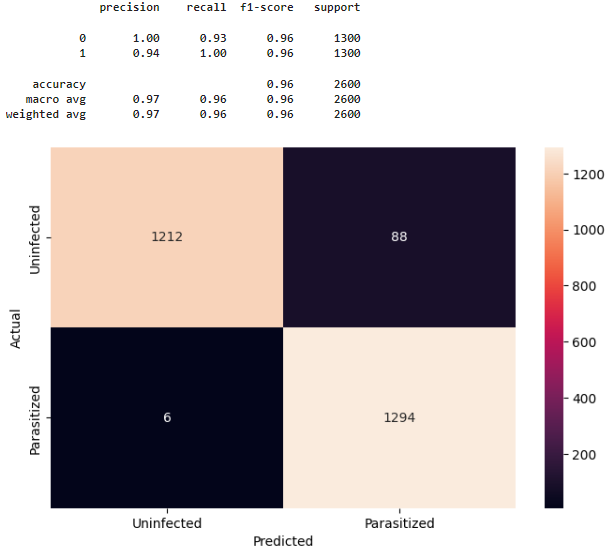 precision recall f1-score support
0 1.00 0.93 0.96 1300
1 0.94 1.00 0.96 1300
accuracy 0.96 2600
macro avg 0.97 0.96 0.96 2600
weighted avg 0.97 0.96 0.96 2600
Actual
Uninfected
1212 88
Parasitized
6 1294
Uninfected Parasitized
Predicted
1200
1000
800
600
400
200